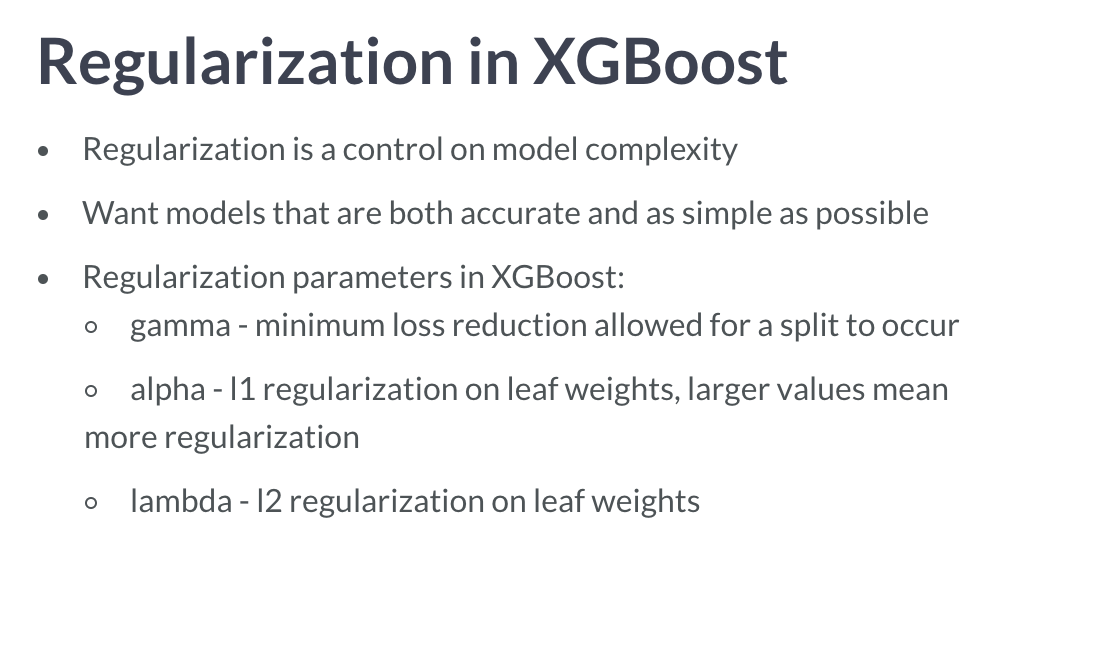 Regularization in XGBoost
• Regularization is a control on model complexity
• Want models that are both accurate and as simple as possible
• Regularization parameters in XGBoost:
○ gamma - minimum loss reduction allowed for a split to occur
○ alpha - l1 regularization on leaf weights, larger values mean
more regularization
○ lambda - l2 regularization on leaf weights